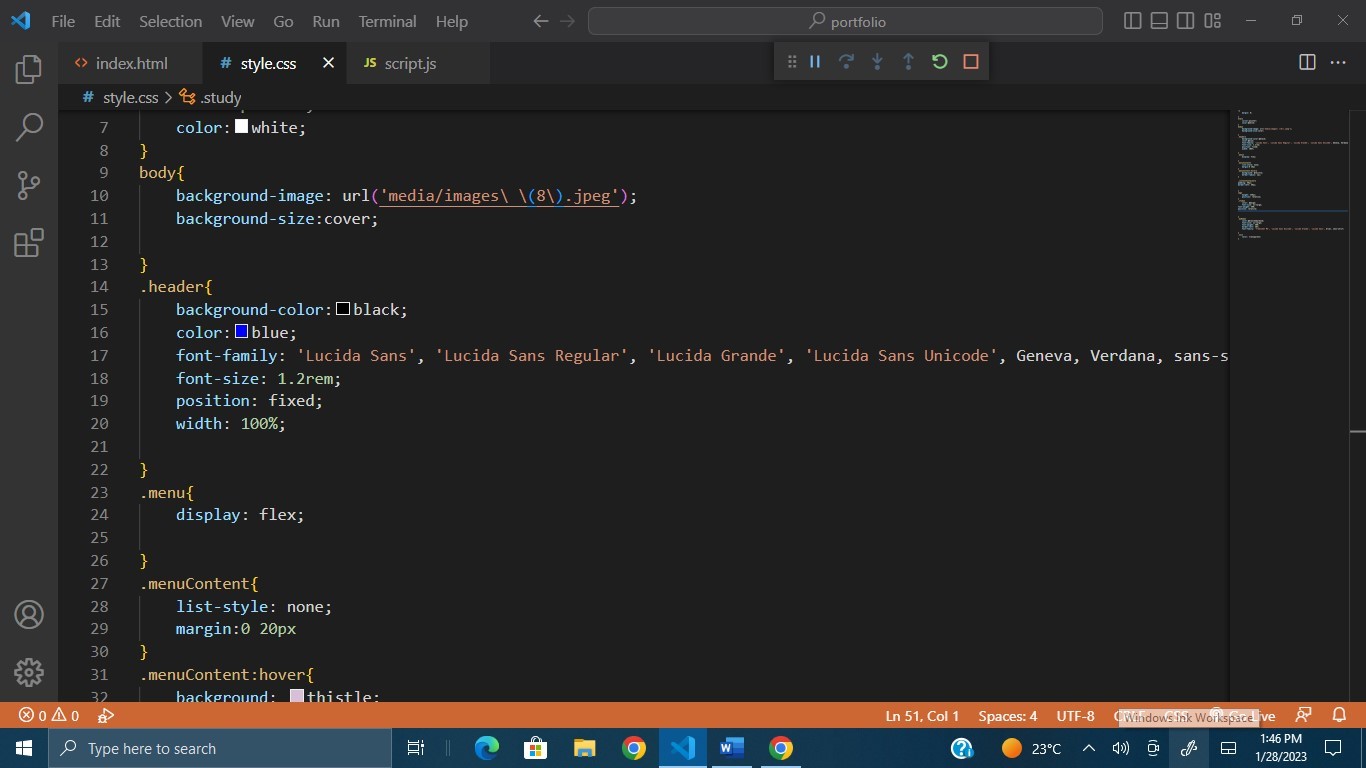 File Edit Selection View Go Run Terminal Help portfolio
index.html style.css script.js
style.css > .study
7 color: white;
8 }
9 body{
10 background-image: url('media/images\ \(8\).jpeg');
11 background-size:cover;
12
13 }
14 .header{
15 background-color: black;
16 color: blue;
17 font-family: 'Lucida Sans', 'Lucida Sans Regular', 'Lucida Grande', 'Lucida Sans Unicode', Geneva, Verdana, sans-s
18 font-size: 1.2rem;
19 position: fixed;
20 width: 100%;
21
22 }
23 .menu{
24 display: flex;
25
26 }
27 .menuContent{
28 list-style: none;
29 margin:0 20px
30 }
31 .menuContent:hover{
32 background: thistle;
0 0 Ln 51, Col 1 Spaces: 4 UTF-8 Live
Windows Ink Workspace
Type here to search 23°C 1:46 PM
1/28/2023